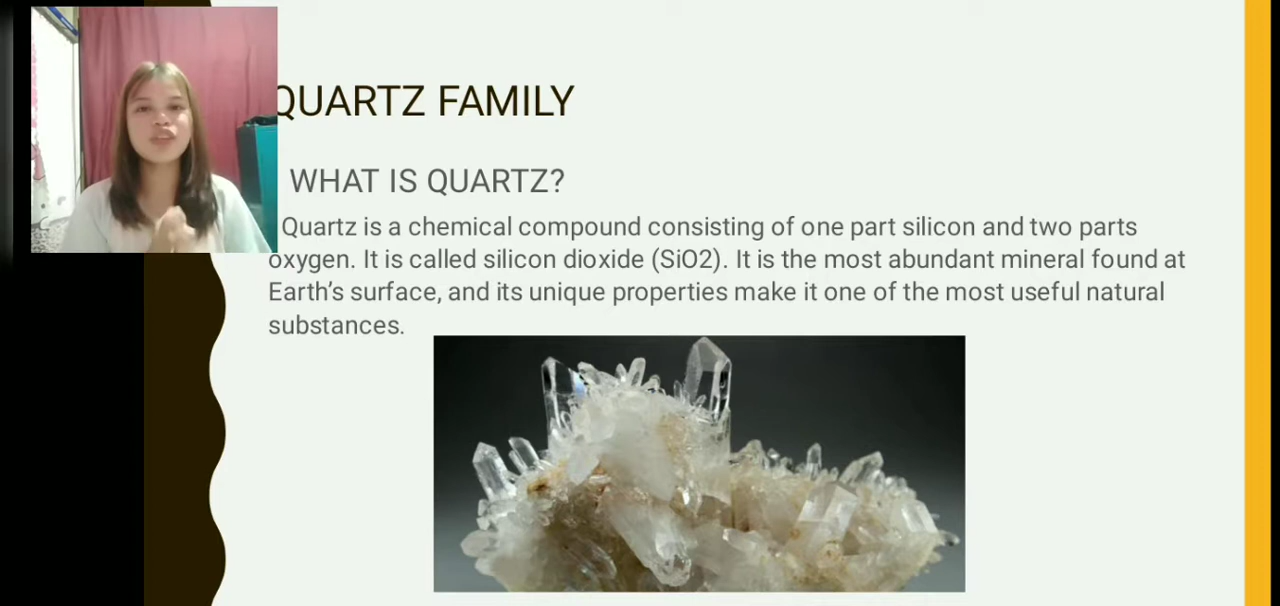 QUARTZ FAMILY
WHAT IS QUARTZ?
Quartz is a chemical compound consisting of one part silicon and two parts
oxygen. It is called silicon dioxide (SiO2). It is the most abundant mineral found at
Earth’s surface, and its unique properties make it one of the most useful natural
substances.